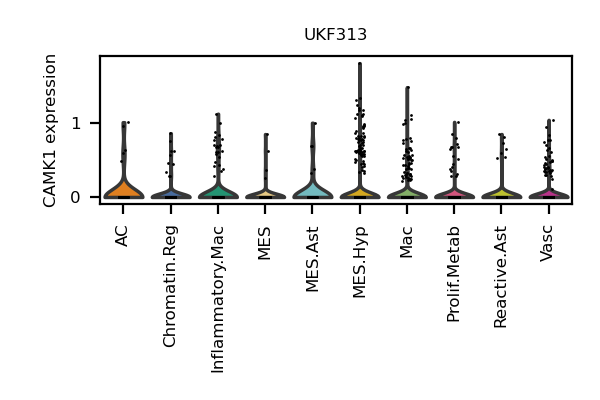 UKF313
CAMK1 expression
1
0
AC
Chromatin.Reg
Inflammatory.Mac
MES
MES.Ast
MES.Hyp
Mac
Prolif.Metab
Reactive.Ast
Vasc